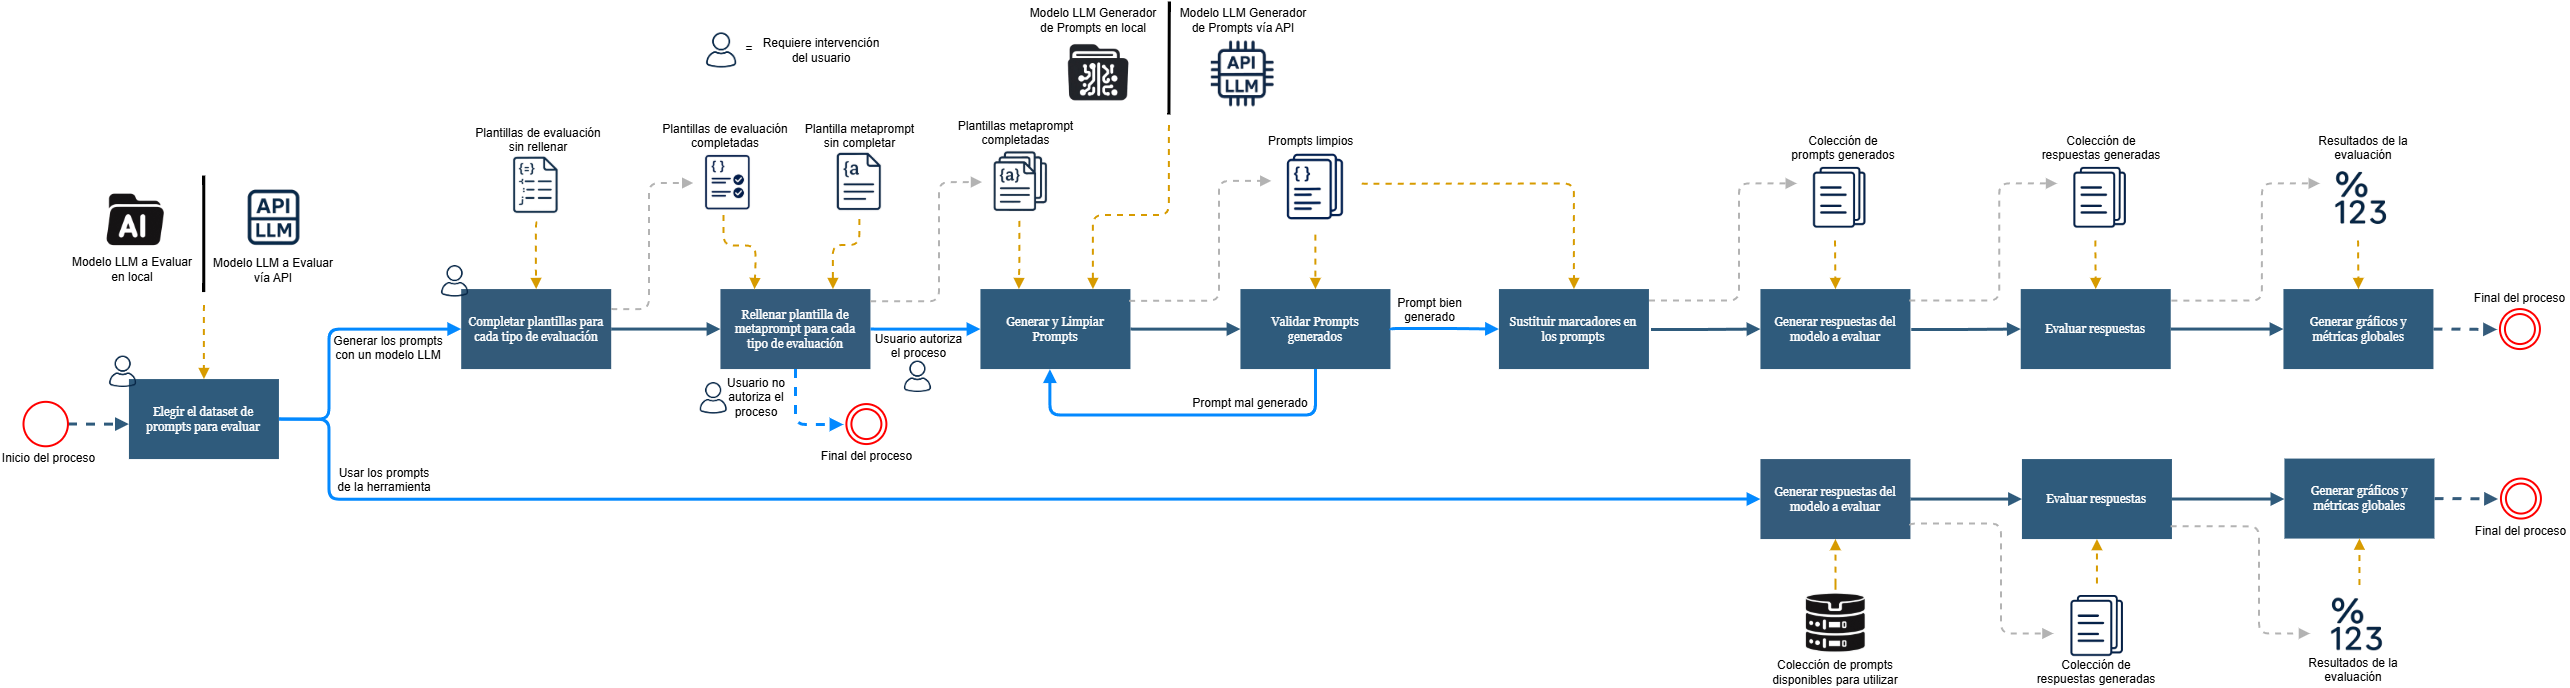 Modelo LLM Generador
de Prompts en local
Modelo LLM Generador
de Prompts vía API
=
Requiere intervención
del usuario
API
LLM
Plantillas de evaluación
sin rellenar
{=}
Plantillas de evaluación
completadas
{ }
Plantilla metaprompt
sin completar
{a
Plantillas metaprompt
completadas
{a}
Prompts limpios
{ }
Colección de
prompts generados
Colección de
respuestas generadas
Resultados de la
evaluación
%
123
AI
Modelo LLM a Evaluar
en local
API
LLM
Modelo LLM a Evaluar
vía API
Inicio del proceso
Elegir el dataset de
prompts para evaluar
Generar los prompts
con un modelo LLM
Completar plantillas para
cada tipo de evaluación
Rellenar plantilla de
metaprompt para cada
tipo de evaluación
Usuario autoriza
el proceso
Usuario no
autoriza el
proceso
Final del proceso
Generar y Limpiar
Prompts
Validar Prompts
generados
Prompt mal generado
Prompt bien
generado
Sustituir marcadores en
los prompts
Generar respuestas del
modelo a evaluar
Evaluar respuestas
Generar gráficos y
métricas globales
Final del proceso
Usar los prompts
de la herramienta
Generar respuestas del
modelo a evaluar
Evaluar respuestas
Generar gráficos y
métricas globales
Final del proceso
Colección de prompts
disponibles para utilizar
Colección de
respuestas generadas
%
123
Resultados de la
evaluación